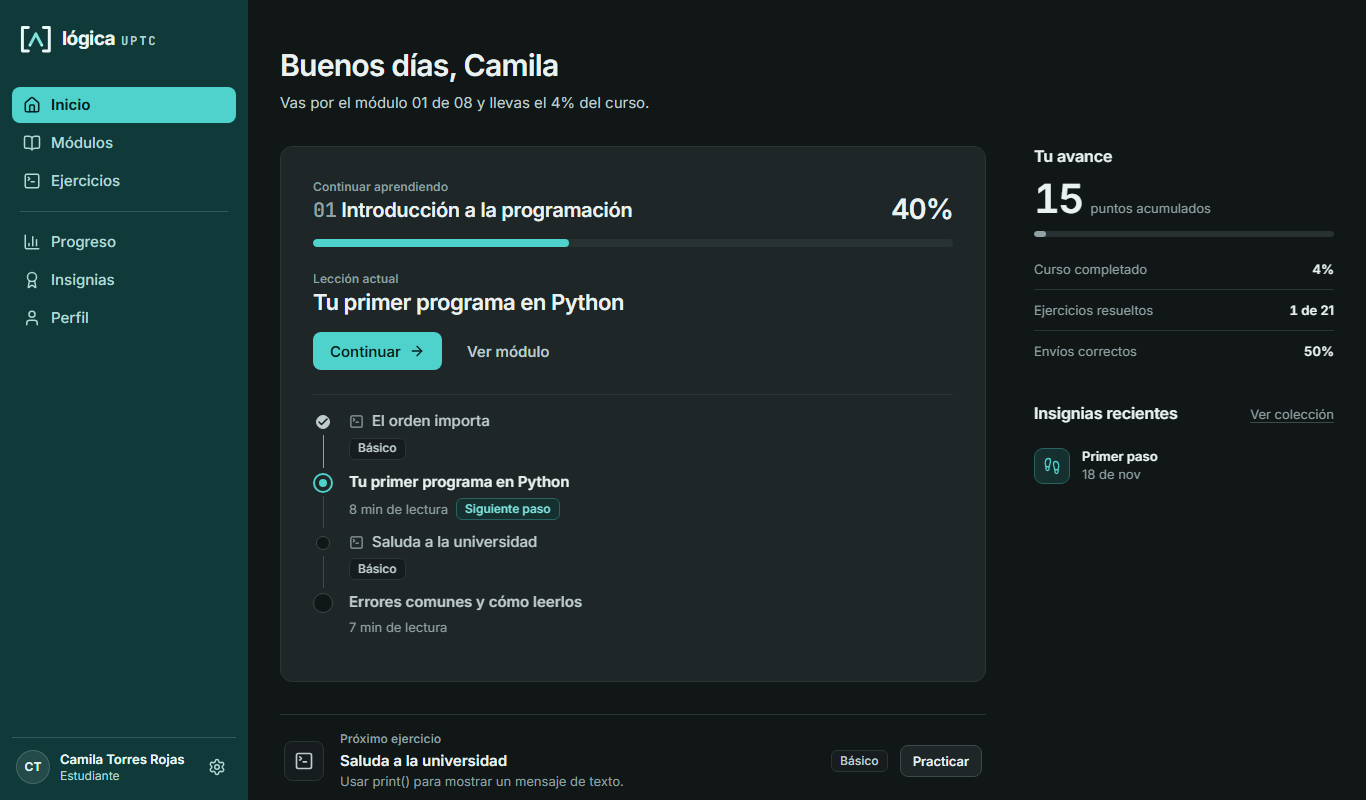 lógica UPTC
Inicio
Módulos
Ejercicios
Progreso
Insignias
Perfil
CT
Camila Torres Rojas
Estudiante
Buenos días, Camila
Vas por el módulo 01 de 08 y llevas el 4% del curso.
Continuar aprendiendo
01 Introducción a la programación
40%
Lección actual
Tu primer programa en Python
Continuar
Ver módulo
El orden importa
Básico
Tu primer programa en Python
8 min de lectura
Siguiente paso
Saluda a la universidad
Básico
Errores comunes y cómo leerlos
7 min de lectura
Próximo ejercicio
Saluda a la universidad
Usar print() para mostrar un mensaje de texto.
Básico
Practicar
Tu avance
15 puntos acumulados
Curso completado 4%
Ejercicios resueltos 1 de 21
Envíos correctos 50%
Insignias recientes
Ver colección
Primer paso
18 de nov